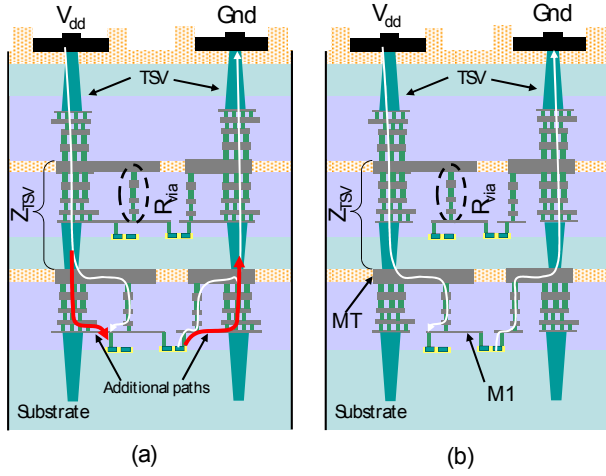 Vdd Gnd
TSV
ZTSV
Rvia
Additional paths
Substrate
(a)
Vdd Gnd
TSV
ZTSV
Rvia
MT
M1
Substrate
(b)